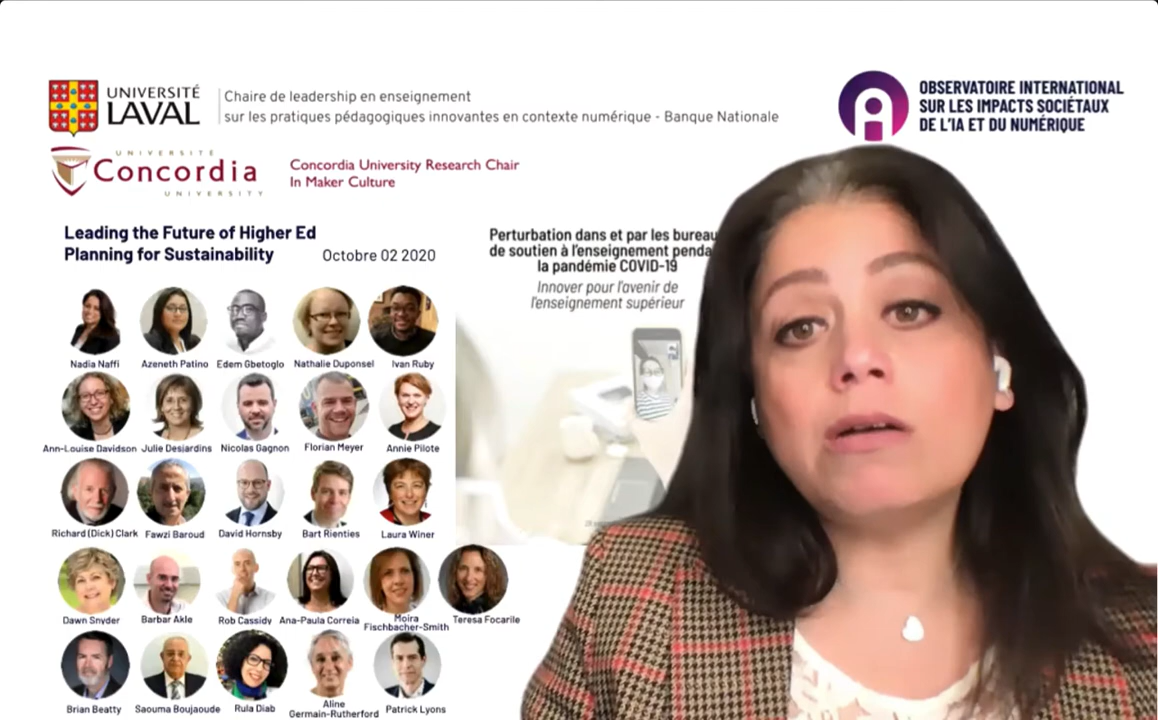 UNIVERSITÉ
LAVAL
Chaire de leadership en enseignement
sur les pratiques pédagogiques innovantes en contexte numérique - Banque Nationale
OBSERVATOIRE INTERNATIONAL
SUR LES IMPACTS SOCIÉTAUX
DE L'IA ET DU NUMÉRIQUE
UNIVERSITÉ
Concordia
UNIVERSITY
Concordia University Research Chair
In Maker Culture
Leading the Future of Higher Ed
Planning for Sustainability
Octobre 02 2020
Perturbation dans et par les bureau
de soutien à l'enseignement penda
la pandémie COVID-19
Innover pour l'avenir de
l'enseignement supérieur
Nadia Naffi
Azeneth Patino
Edem Gbetoglo
Nathalie Duponsel
Ivan Ruby
Ann-Louise Davidson
Julie Desjardins
Nicolas Gagnon
Florian Meyer
Annie Pilote
Richard (Dick) Clark
Fawzi Baroud
David Hornsby
Bart Rienties
Laura Winer
Dawn Snyder
Barbar Akle
Rob Cassidy
Ana-Paula Correia
Moira
Fischbacher-Smith
Teresa Focarile
Brian Beatty
Saouma Boujaoude
Rula Diab
Aline
Germain-Rutherford
Patrick Lyons